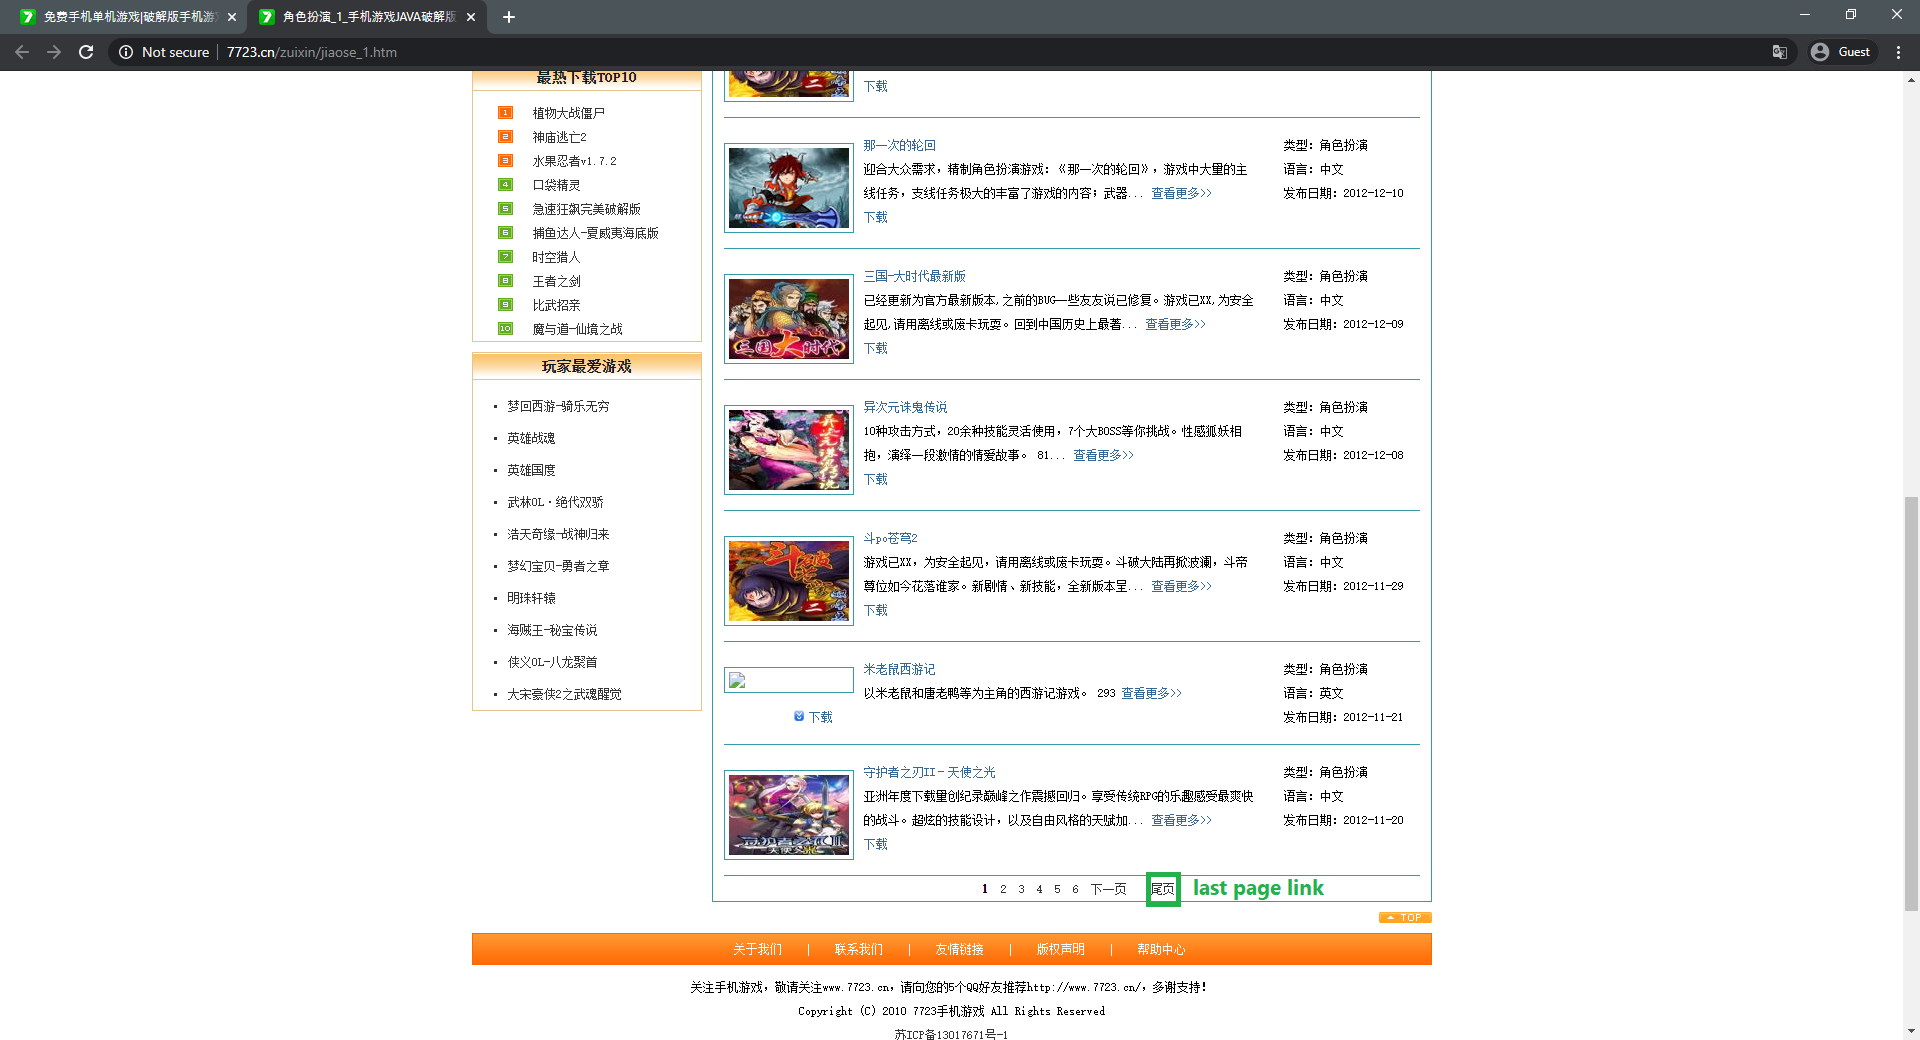 免费手机单机游戏|破解版手机游
角色扮演_1_手机游戏JAVA破解版
Not secure
7723.cn/zuixin/jiaose_1.htm
Guest
最热下载TOP10
1 植物大战僵尸
2 神庙逃亡2
3 水果忍者v1.7.2
4 口袋精灵
5 急速狂飙完美破解版
6 捕鱼达人-夏威夷海底版
7 时空猎人
8 王者之剑
9 比武招亲
10 魔与道-仙境之战
玩家最爱游戏
梦回西游-骑乐无穷
英雄战魂
英雄国度
武林OL·绝代双骄
浩天奇缘-战神归来
梦幻宝贝-勇者之章
明珠轩辕
海贼王-秘宝传说
侠义OL-八龙聚首
大宋豪侠2之武魂醒觉
下载
那一次的轮回
迎合大众需求，精制角色扮演游戏：《那一次的轮回》，游戏中大量的主
线任务，支线任务极大的丰富了游戏的内容；武器... 查看更多>>
下载
类型：角色扮演
语言：中文
发布日期：2012-12-10
三国大时代
三国-大时代最新版
已经更新为官方最新版本,之前的BUG一些友友说已修复。游戏已XX,为安全
起见,请用离线或废卡玩耍。回到中国历史上最著... 查看更多>>
下载
类型：角色扮演
语言：中文
发布日期：2012-12-09
异次元诛鬼传说
10种攻击方式，20余种技能灵活使用，7个大BOSS等你挑战。性感狐妖相
抱，演绎一段激情的情爱故事。 81... 查看更多>>
下载
类型：角色扮演
语言：中文
发布日期：2012-12-08
斗破
二
斗po苍穹2
游戏已XX，为安全起见，请用离线或废卡玩耍。斗破大陆再掀波澜，斗帝
尊位如今花落谁家。新剧情、新技能，全新版本呈... 查看更多>>
下载
类型：角色扮演
语言：中文
发布日期：2012-11-29
米老鼠西游记
以米老鼠和唐老鸭等为主角的西游记游戏。 293 查看更多>>
下载
类型：角色扮演
语言：英文
发布日期：2012-11-21
守护者之刃II-天使之光
亚洲年度下载量创纪录巅峰之作震撼回归。享受传统RPG的乐趣感受最爽快
的战斗。超炫的技能设计，以及自由风格的天赋加... 查看更多>>
下载
类型：角色扮演
语言：中文
发布日期：2012-11-20
1 2 3 4 5 6 下一页 尾页 last page link
TOP
关于我们 | 联系我们 | 友情链接 | 版权声明 | 帮助中心
关注手机游戏，敬请关注www.7723.cn，请向您的5个QQ好友推荐http://www.7723.cn/，多谢支持!
Copyright (C) 2010 7723手机游戏 All Rights Reserved
苏ICP备13017671号-1